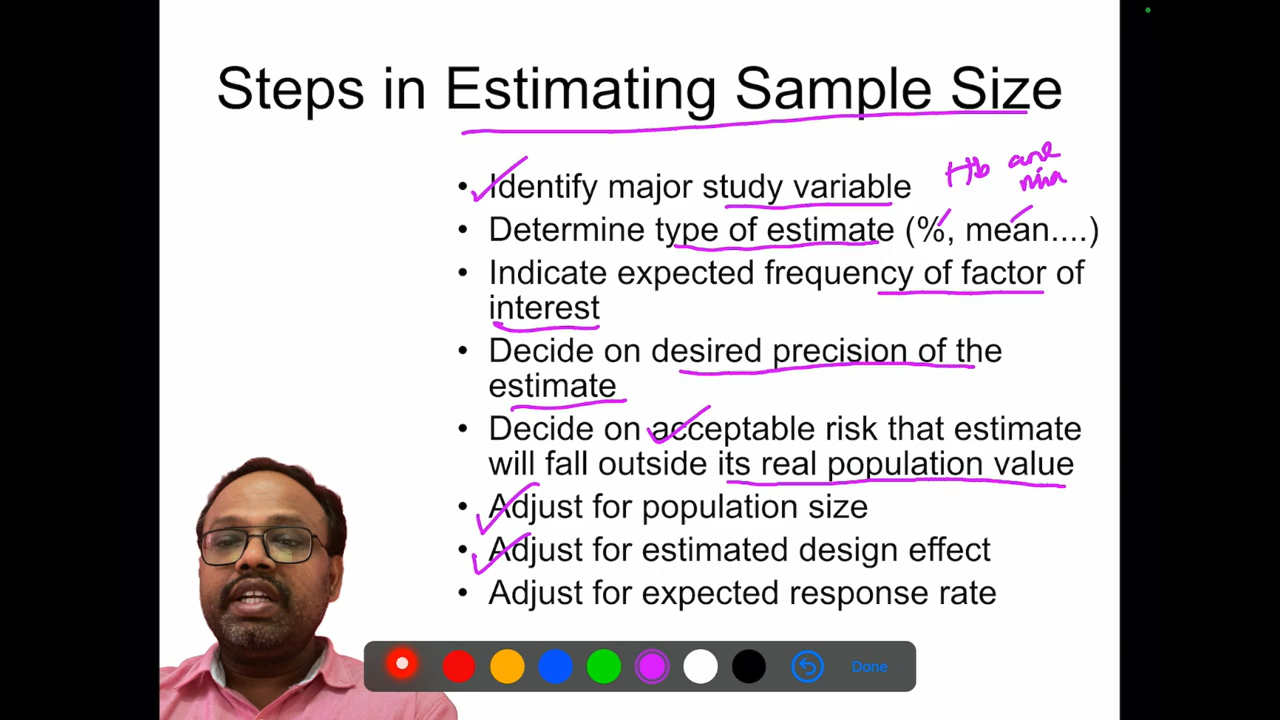 Steps in Estimating Sample Size
• Identify major study variable
Hb
• Determine type of estimate (%, mean....)
• Indicate expected frequency of factor of
interest
• Decide on desired precision of the
estimate
• Decide on acceptable risk that estimate
will fall outside its real population value
• Adjust for population size
• Adjust for estimated design effect
• Adjust for expected response rate
Done